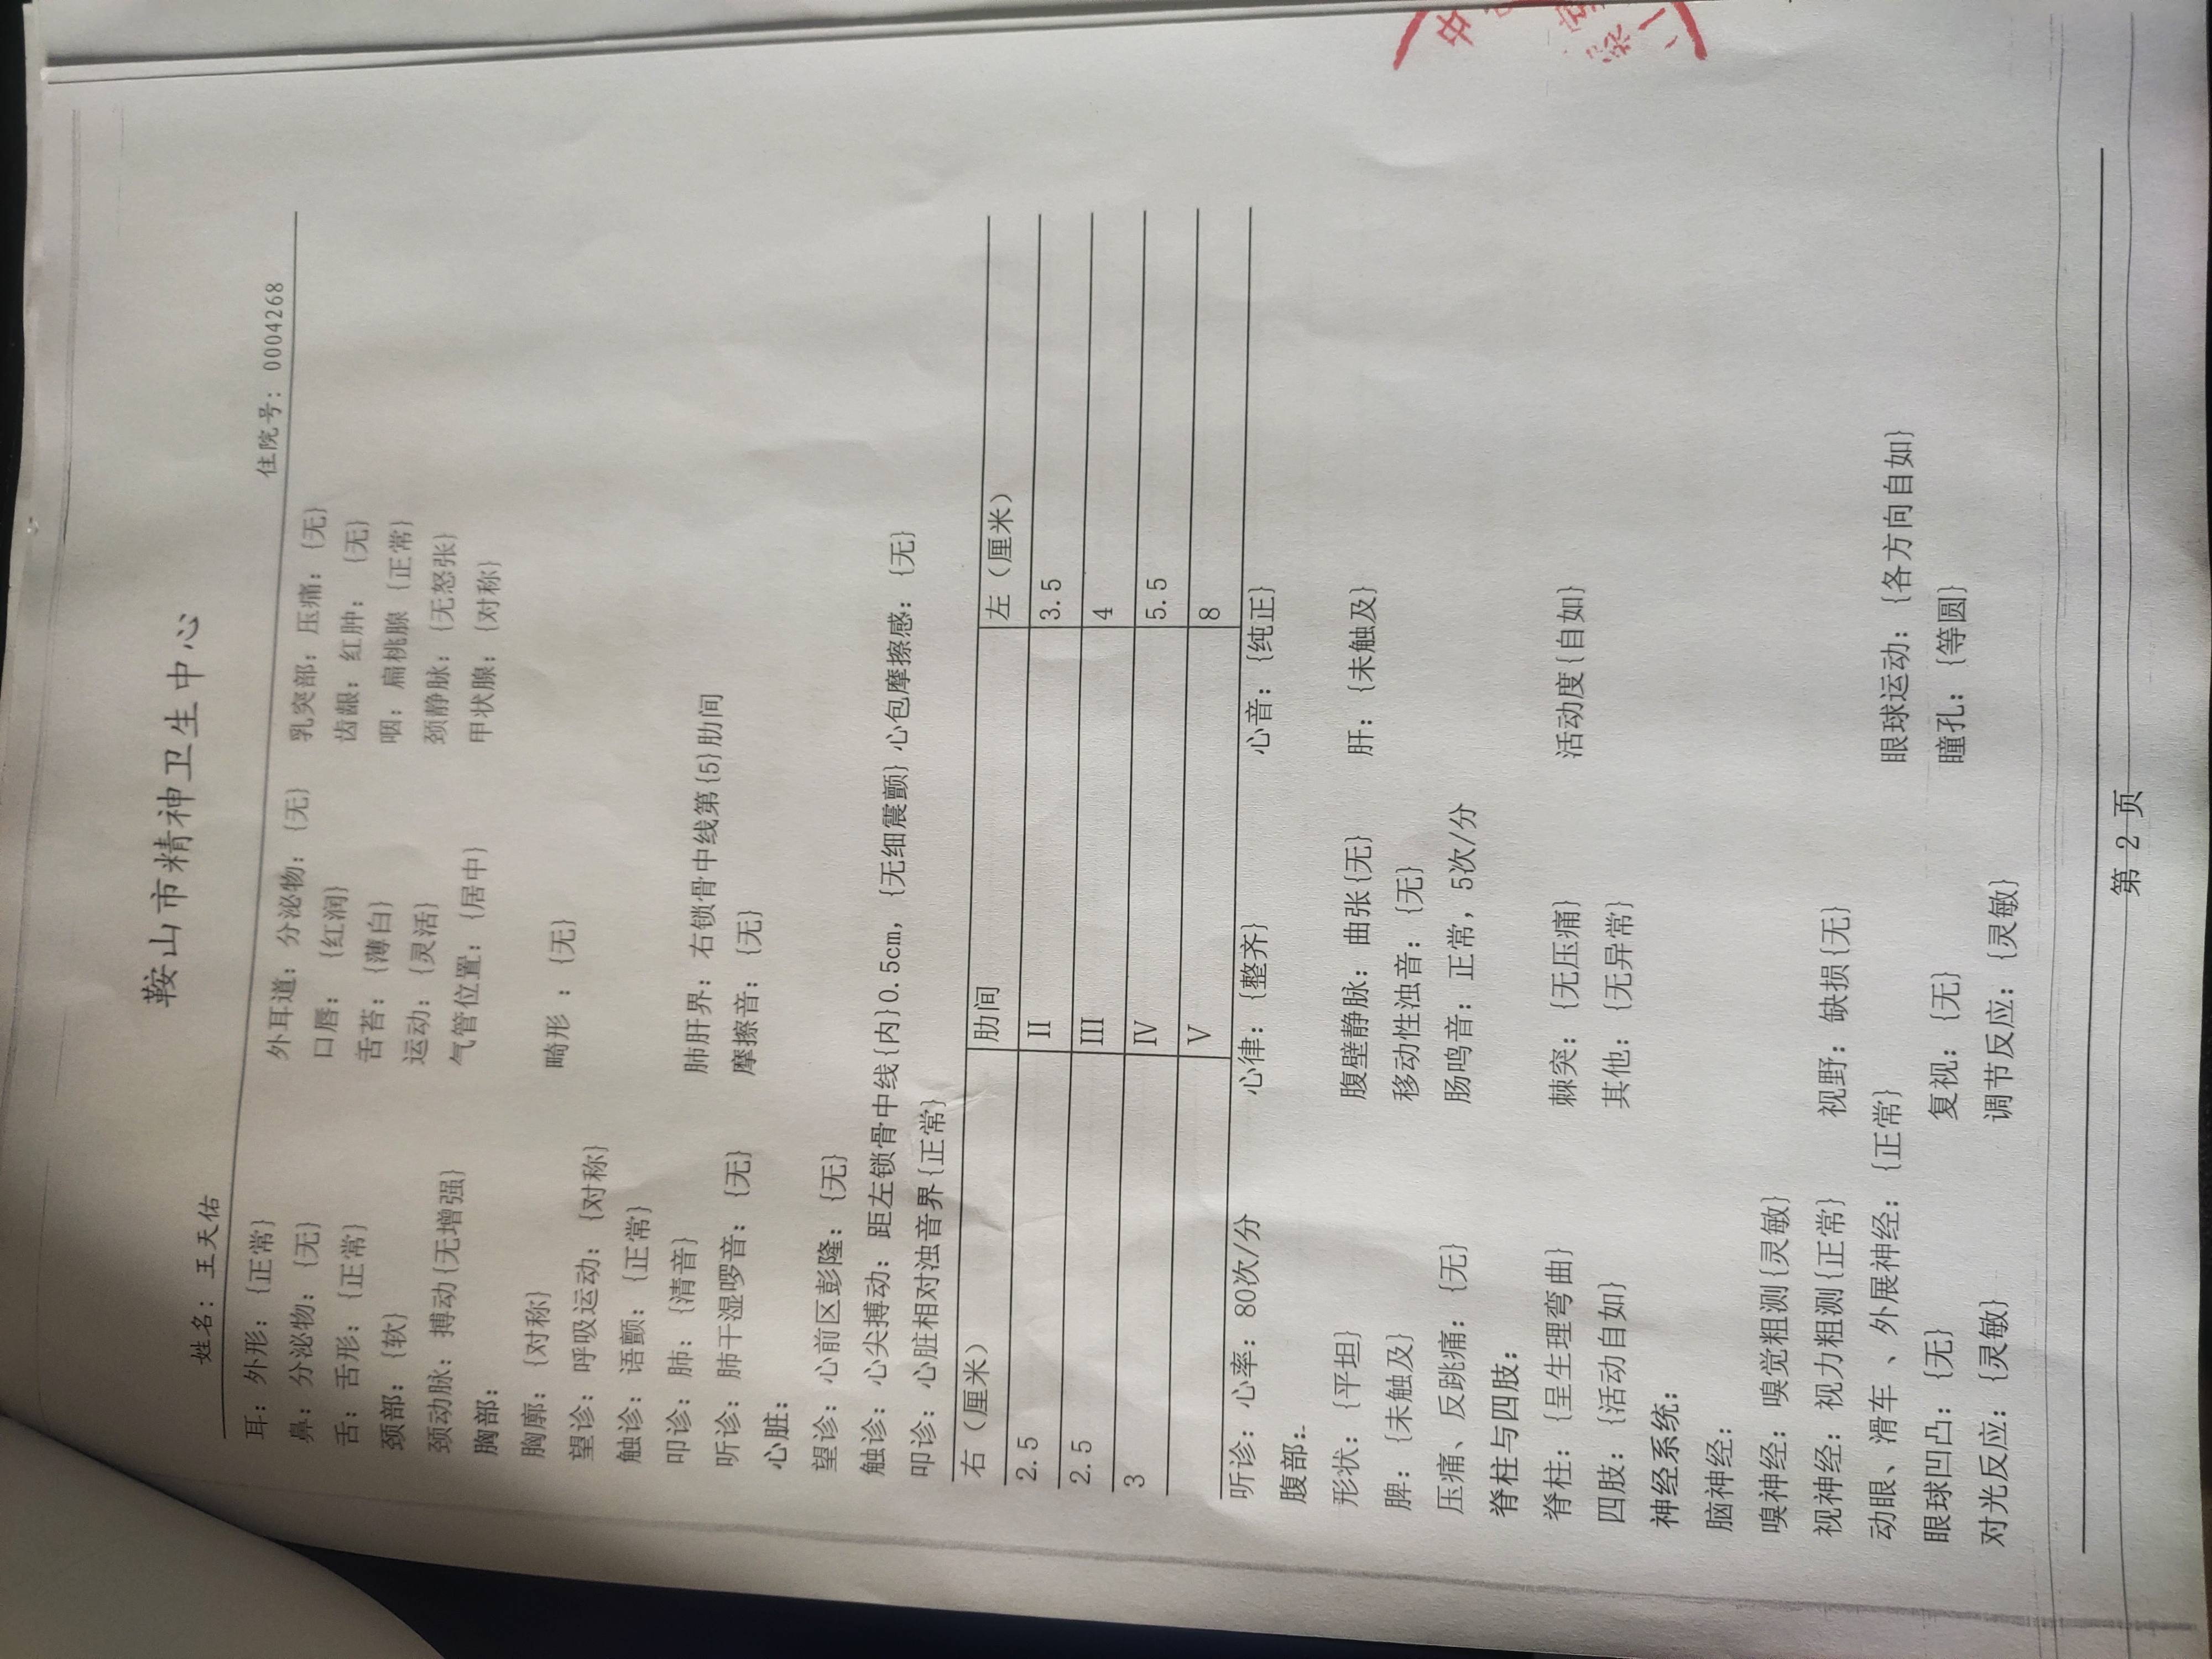 鞍山市精神卫生中心
姓名：王天佑
住院号：0004268
耳：外形：{正常} 外耳道：分泌物：{无} 乳突部：压痛：{无}
鼻：分泌物：{无} 口唇： {红润} 齿龈：红肿： {无}
舌：舌形：{正常} 舌苔：{薄白} 咽：扁桃腺 {正常}
颈部：{软} 运动：{灵活} 颈静脉：{无怒张}
颈动脉：搏动{无增强} 气管位置：{居中} 甲状腺：{对称}
胸部：
胸廓：{对称} 畸形 ：{无}
望诊：呼吸运动：{对称}
触诊：语颤：{正常}
叩诊：肺：{清音} 肺肝界：右锁骨中线第{5}肋间
听诊：肺干湿啰音：{无} 摩擦音：{无}
心脏：
望诊：心前区彭隆：{无}
触诊：心尖搏动：距左锁骨中线{内}0.5cm，{无细震颤}心包摩擦感：{无}
叩诊：心脏相对浊音界{正常}
右（厘米） 肋间 左（厘米）
2.5 II 3.5
2.5 III 4
3 IV 5.5
V 8
听诊：心率：80次/分 心律：{整齐} 心音：{纯正}
腹部：
形状：{平坦} 腹壁静脉：曲张{无} 肝：{未触及}
脾：{未触及} 移动性浊音：{无}
压痛、反跳痛：{无} 肠鸣音：正常，5次/分
脊柱与四肢：
脊柱：{呈生理弯曲} 棘突：{无压痛} 活动度{自如}
四肢：{活动自如} 其他：{无异常}
神经系统：
脑神经：
嗅神经：嗅觉粗测{灵敏}
视神经：视力粗测{正常} 视野：缺损{无}
动眼、滑车 、外展神经：{正常} 眼球运动：{各方向自如}
眼球凹凸：{无} 复视：{无} 瞳孔：{等圆}
对光反应：{灵敏} 调节反应：{灵敏}
第 2 页